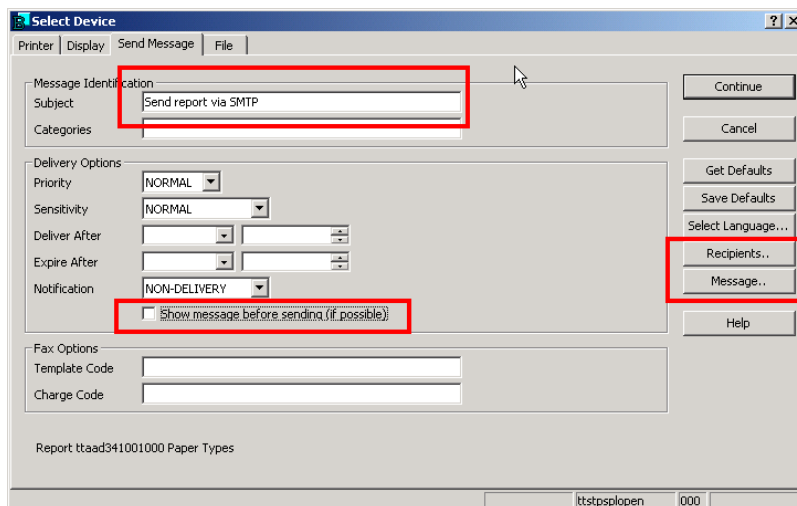 Select Device
Printer Display Send Message File
Message Identification
Subject Send report via SMTP
Categories
Delivery Options
Priority NORMAL
Sensitivity NORMAL
Deliver After
Expire After
Notification NON-DELIVERY
Show message before sending (if possible)
Fax Options
Template Code
Charge Code
Report ttaad341001000 Paper Types
Continue
Cancel
Get Defaults
Save Defaults
Select Language...
Recipients..
Message..
Help
ttstpsplopen 000